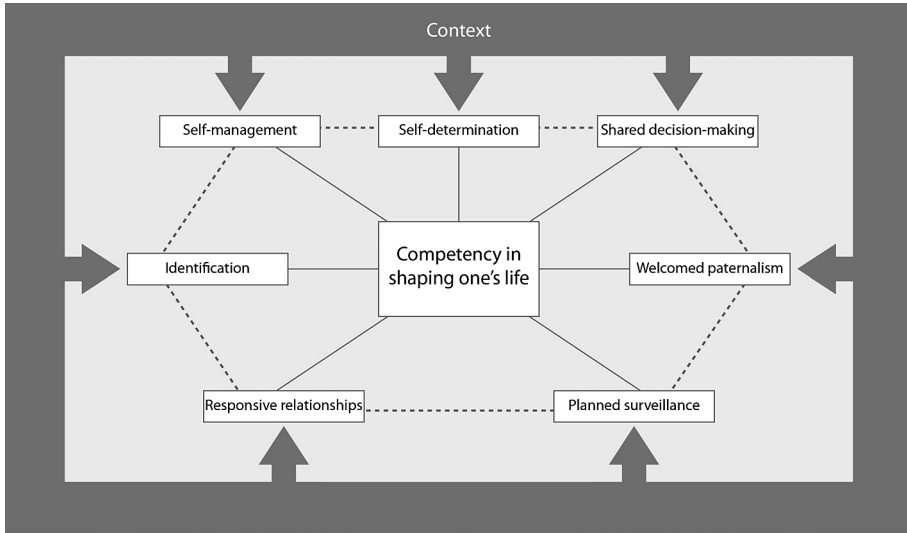 Context
Self-management
Self-determination
Shared decision-making
Identification
Competency in
shaping one’s life
Welcomed paternalism
Responsive relationships
Planned surveillance